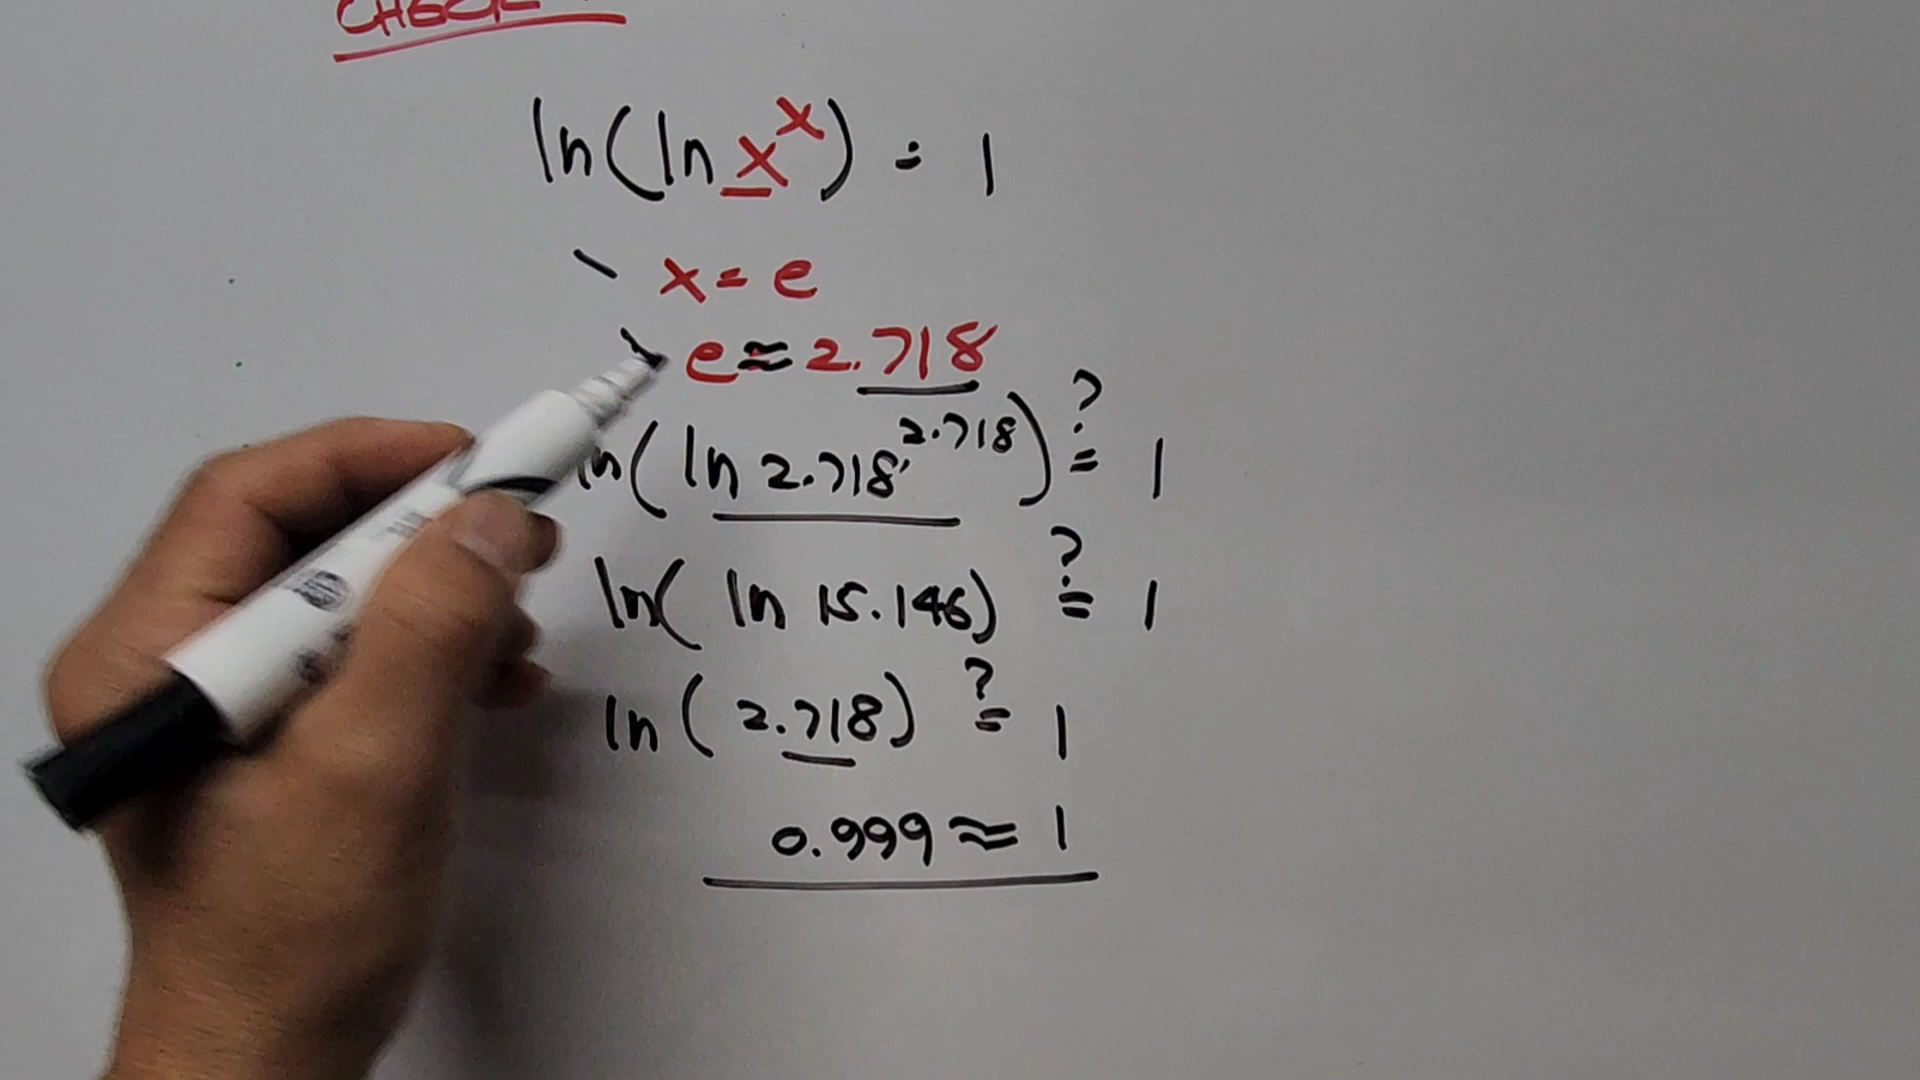 CHECK
ln(ln x^x) = 1
x = e
e ≈ 2.718
ln(ln 2.718^2.718) ≟ 1
ln(ln 15.146) ≟ 1
ln(2.718) ≟ 1
0.999 ≈ 1